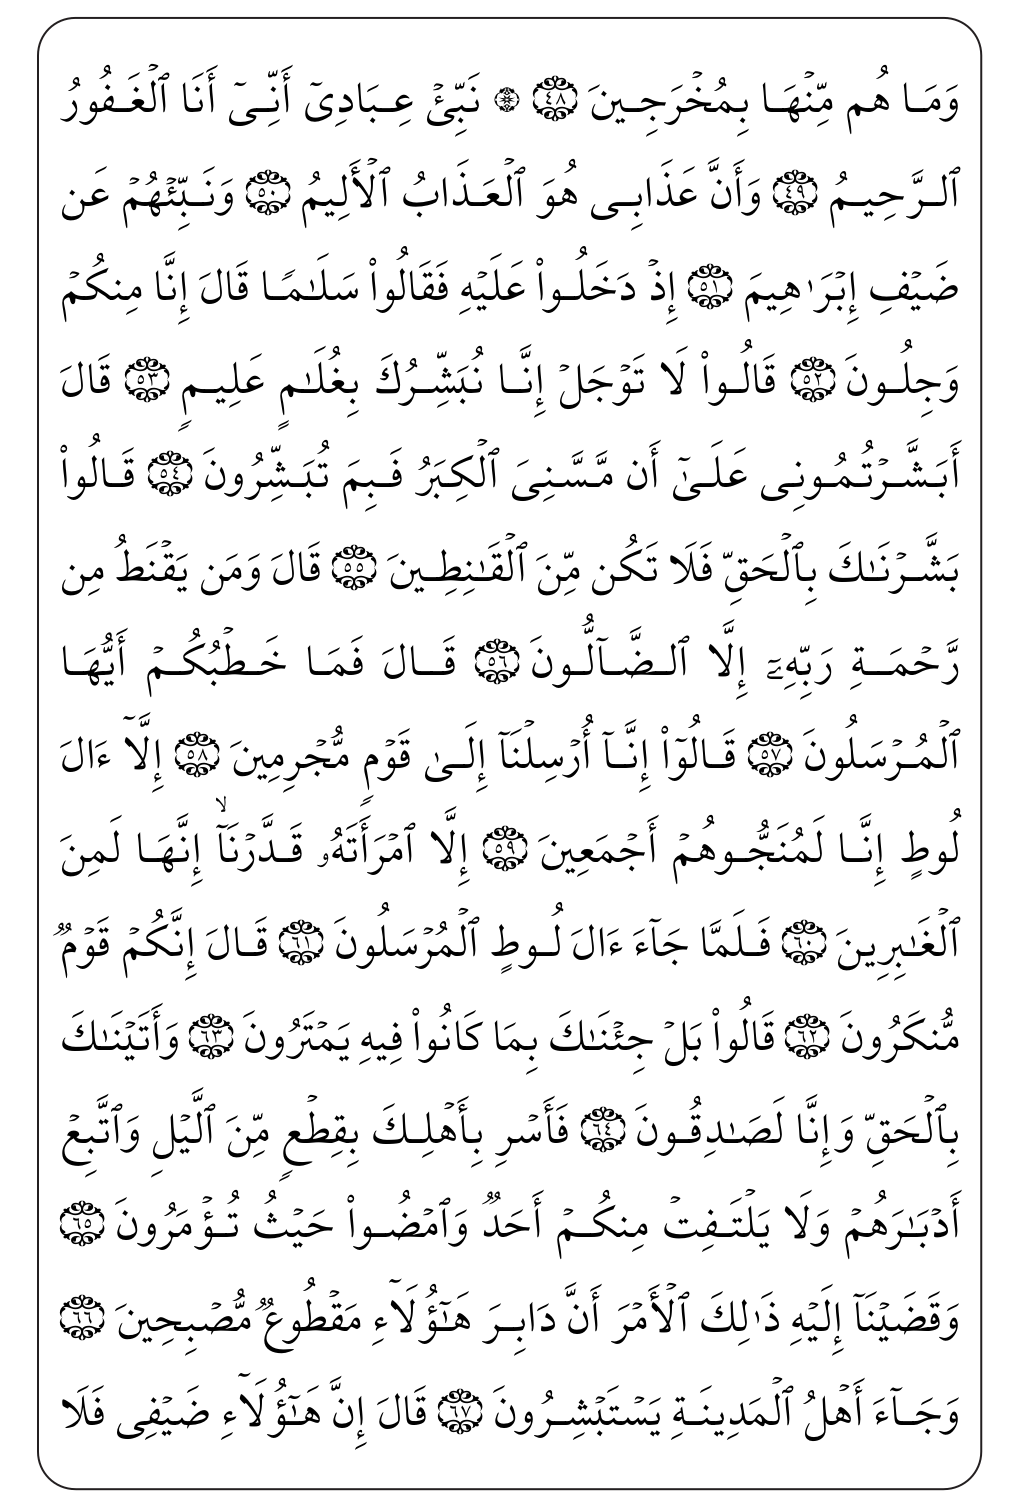 وَمَا هُم مِّنۡهَا بِمُخۡرَجِينَ ٤٨ ۞ نَبِّئۡ عِبَادِيٓ أَنِّيٓ أَنَا ٱلۡغَفُورُ
ٱلرَّحِيمُ ٤٩ وَأَنَّ عَذَابِي هُوَ ٱلۡعَذَابُ ٱلۡأَلِيمُ ٥٠ وَنَبِّئۡهُمۡ عَن
ضَيۡفِ إِبۡرَٰهِيمَ ٥١ إِذۡ دَخَلُواْ عَلَيۡهِ فَقَالُواْ سَلَٰمٗا قَالَ إِنَّا مِنكُمۡ
وَجِلُونَ ٥٢ قَالُواْ لَا تَوۡجَلۡ إِنَّا نُبَشِّرُكَ بِغُلَٰمٍ عَلِيمٖ ٥٣ قَالَ
أَبَشَّرۡتُمُونِي عَلَىٰٓ أَن مَّسَّنِيَ ٱلۡكِبَرُ فَبِمَ تُبَشِّرُونَ ٥٤ قَالُواْ
بَشَّرۡنَٰكَ بِٱلۡحَقِّ فَلَا تَكُن مِّنَ ٱلۡقَٰنِطِينَ ٥٥ قَالَ وَمَن يَقۡنَطُ مِن
رَّحۡمَةِ رَبِّهِۦٓ إِلَّا ٱلضَّآلُّونَ ٥٦ قَالَ فَمَا خَطۡبُكُمۡ أَيُّهَا
ٱلۡمُرۡسَلُونَ ٥٧ قَالُوٓاْ إِنَّآ أُرۡسِلۡنَآ إِلَىٰ قَوۡمٖ مُّجۡرِمِينَ ٥٨ إِلَّآ ءَالَ
لُوطٍ إِنَّا لَمُنَجُّوهُمۡ أَجۡمَعِينَ ٥٩ إِلَّا ٱمۡرَأَتَهُۥ قَدَّرۡنَآۙ إِنَّهَا لَمِنَ
ٱلۡغَٰبِرِينَ ٦٠ فَلَمَّا جَآءَ ءَالَ لُوطٍ ٱلۡمُرۡسَلُونَ ٦١ قَالَ إِنَّكُمۡ قَوۡمٞ
مُّنكَرُونَ ٦٢ قَالُواْ بَلۡ جِئۡنَٰكَ بِمَا كَانُواْ فِيهِ يَمۡتَرُونَ ٦٣ وَأَتَيۡنَٰكَ
بِٱلۡحَقِّ وَإِنَّا لَصَٰدِقُونَ ٦٤ فَأَسۡرِ بِأَهۡلِكَ بِقِطۡعٖ مِّنَ ٱلَّيۡلِ وَٱتَّبِعۡ
أَدۡبَٰرَهُمۡ وَلَا يَلۡتَفِتۡ مِنكُمۡ أَحَدٞ وَٱمۡضُواْ حَيۡثُ تُؤۡمَرُونَ ٦٥
وَقَضَيۡنَآ إِلَيۡهِ ذَٰلِكَ ٱلۡأَمۡرَ أَنَّ دَابِرَ هَٰٓؤُلَآءِ مَقۡطُوعٞ مُّصۡبِحِينَ ٦٦
وَجَآءَ أَهۡلُ ٱلۡمَدِينَةِ يَسۡتَبۡشِرُونَ ٦٧ قَالَ إِنَّ هَٰٓؤُلَآءِ ضَيۡفِي فَلَا